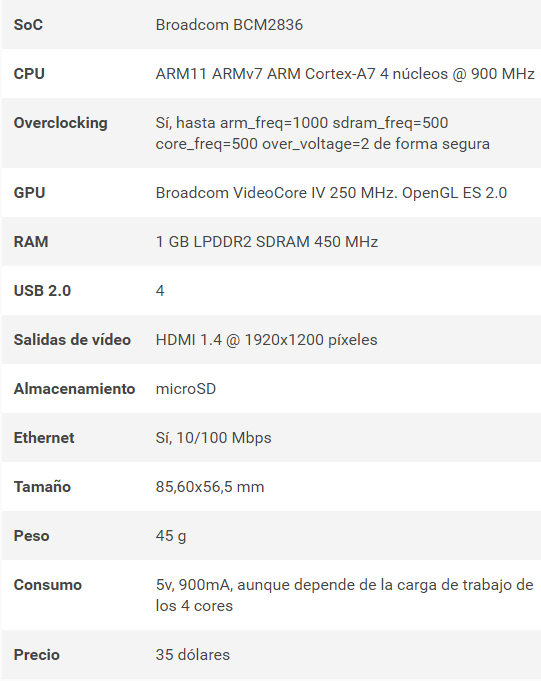 SoC Broadcom BCM2836
CPU ARM11 ARMv7 ARM Cortex-A7 4 núcleos @ 900 MHz
Overclocking Sí, hasta arm_freq=1000 sdram_freq=500
core_freq=500 over_voltage=2 de forma segura
GPU Broadcom VideoCore IV 250 MHz. OpenGL ES 2.0
RAM 1 GB LPDDR2 SDRAM 450 MHz
USB 2.0 4
Salidas de vídeo HDMI 1.4 @ 1920x1200 píxeles
Almacenamiento microSD
Ethernet Sí, 10/100 Mbps
Tamaño 85,60x56,5 mm
Peso 45 g
Consumo 5v, 900mA, aunque depende de la carga de trabajo de
los 4 cores
Precio 35 dólares